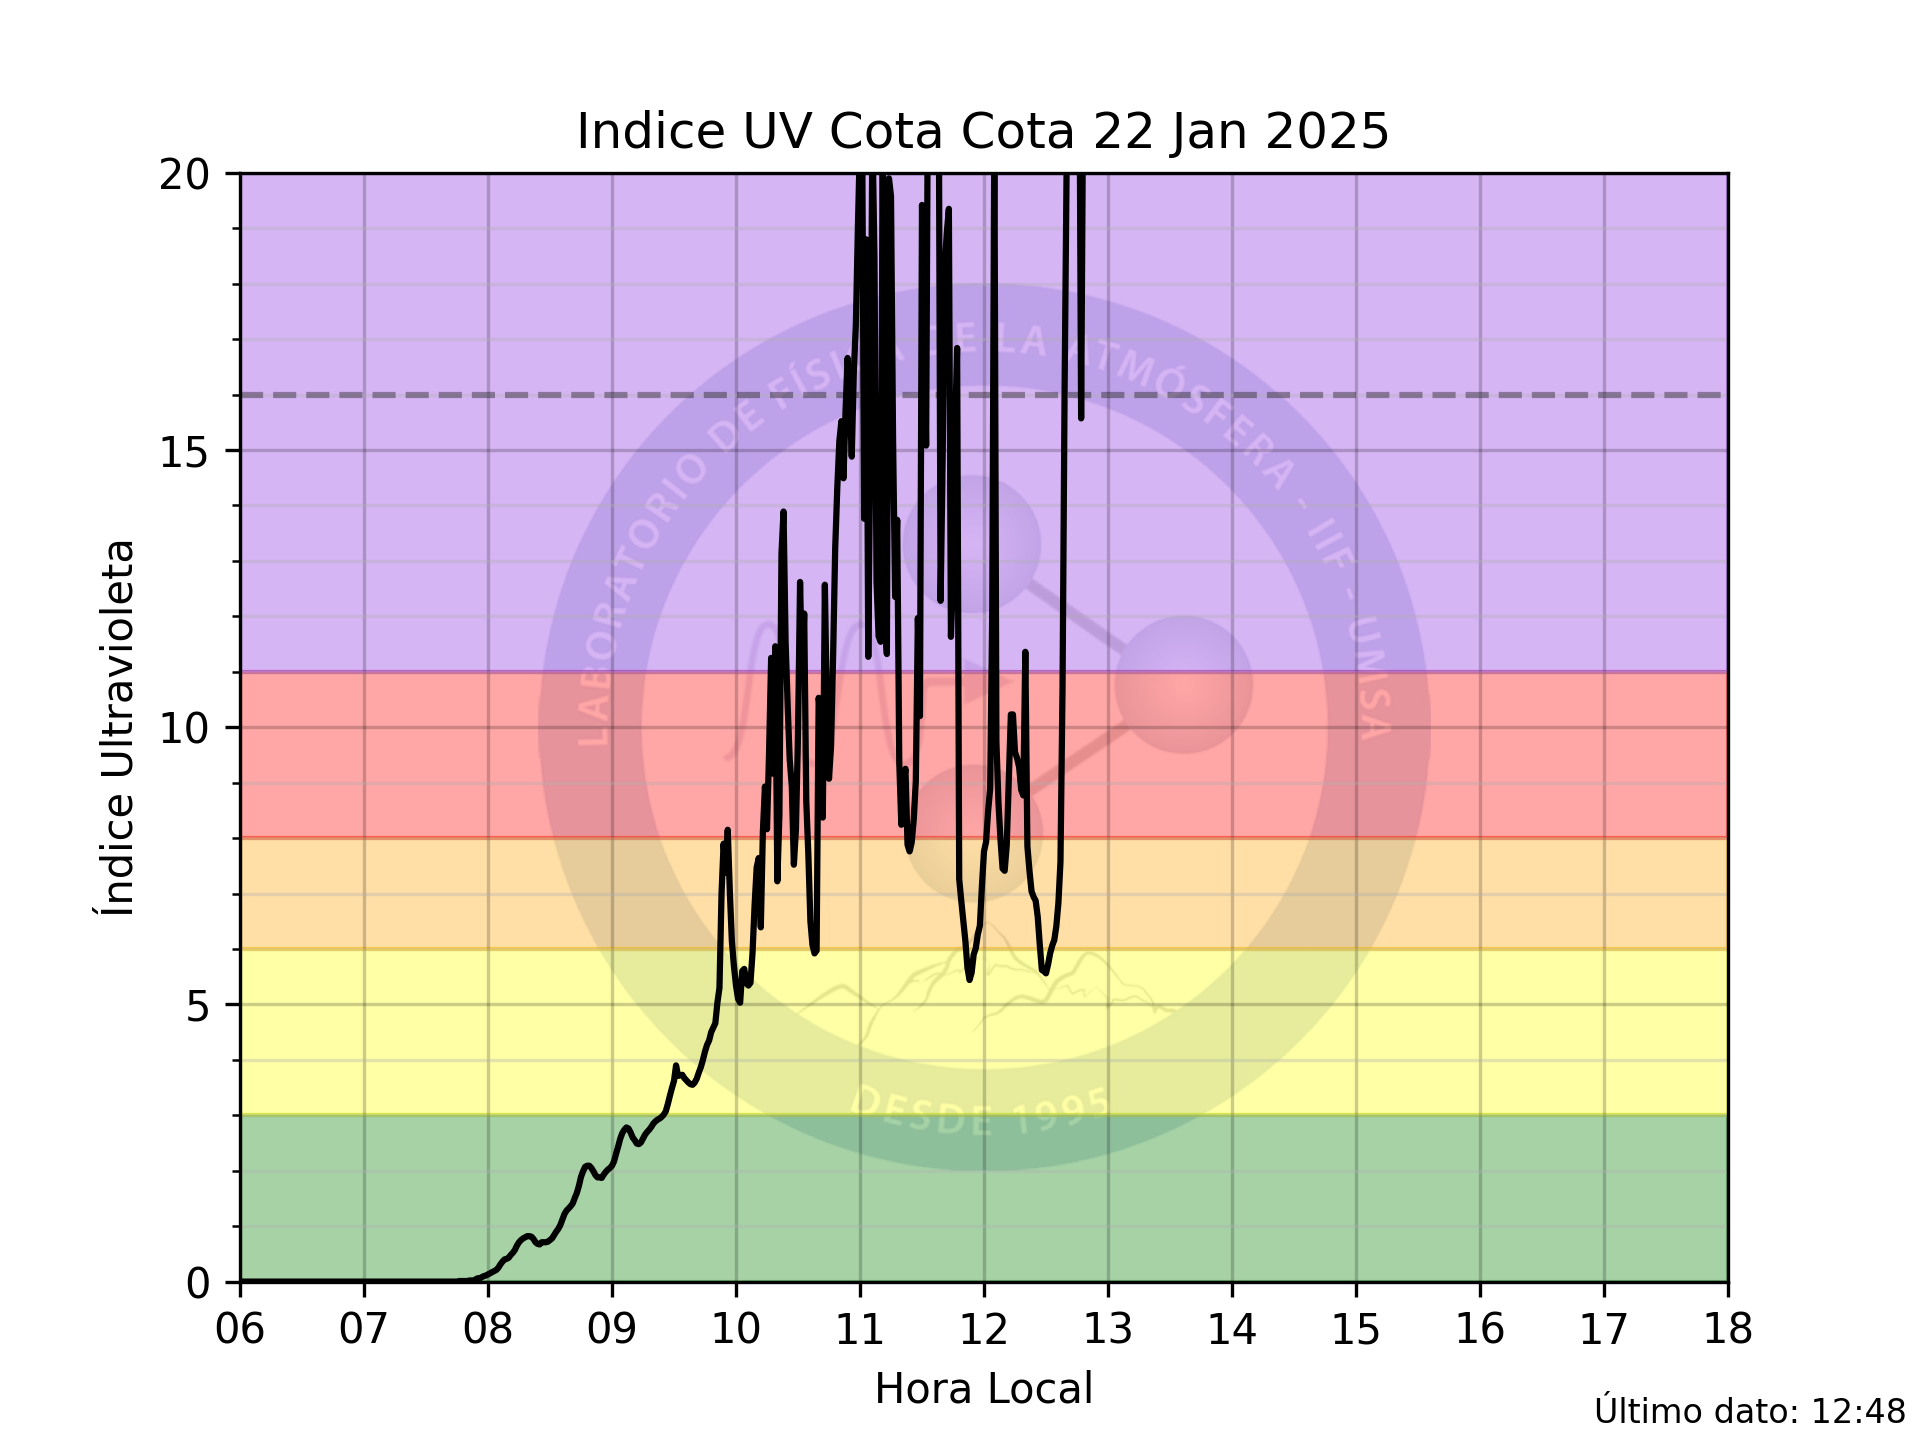 Indice UV Cota Cota 22 Jan 2025
20
15
10
5
0
Índice Ultravioleta
LABORATORIO DE FÍSICA DE LA ATMÓSFERA - IIF - UMSA
DESDE 1995
06 07 08 09 10 11 12 13 14 15 16 17 18
Hora Local
Último dato: 12:48